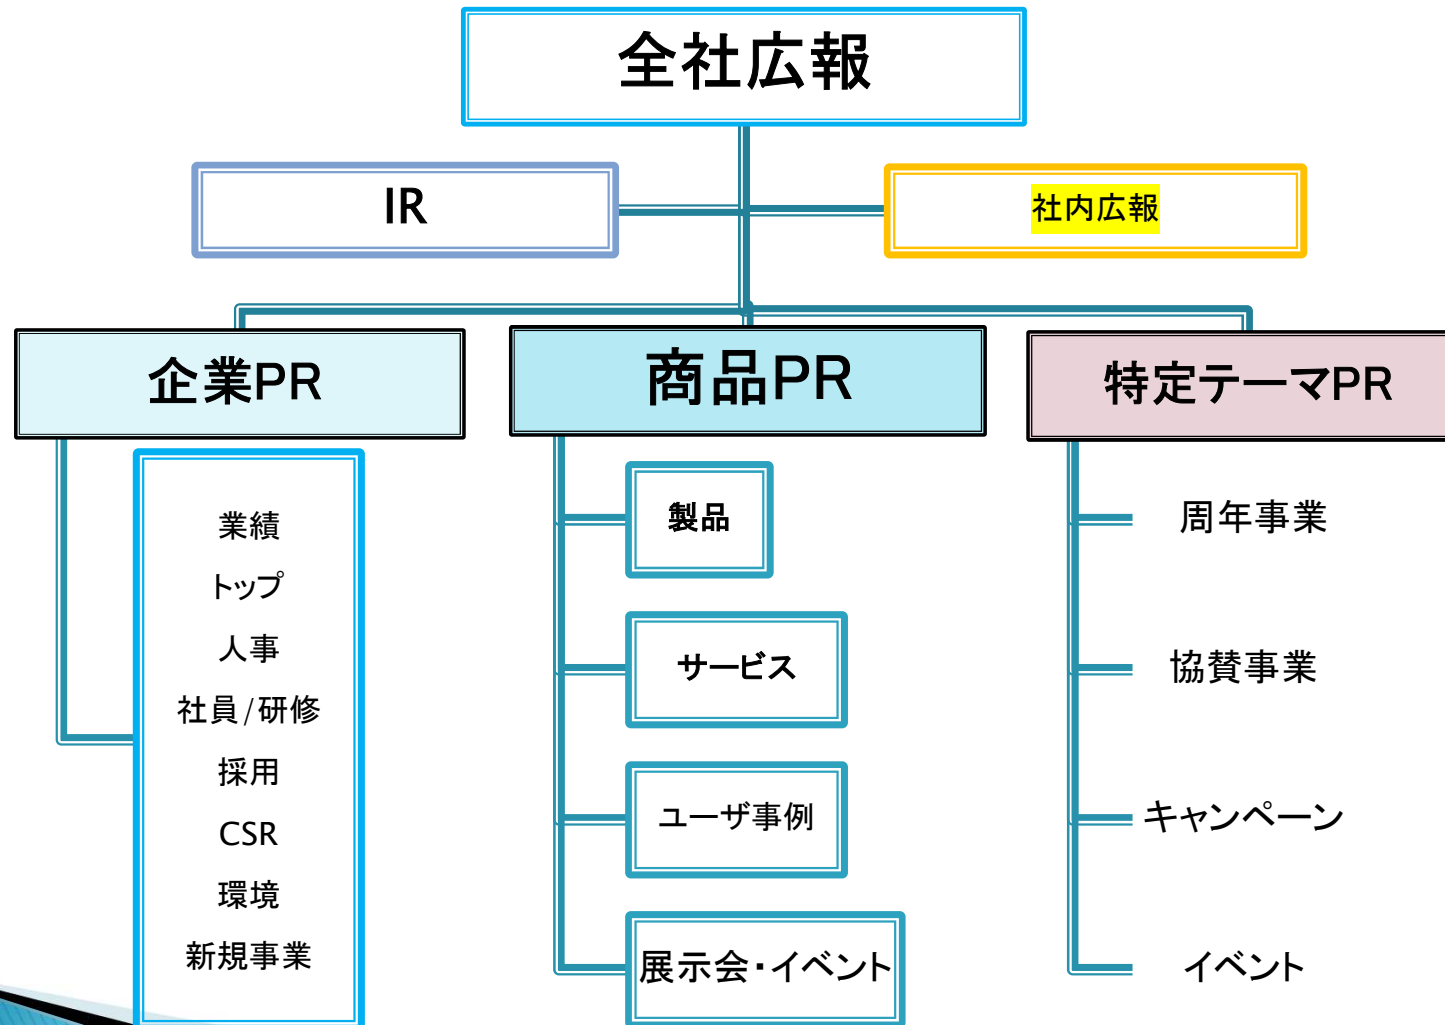 全社広報
IR
社内広報
企業PR
商品PR
特定テーマPR
業績
トップ
人事
社員/研修
採用
CSR
環境
新規事業
製品
サービス
ユーザ事例
展示会・イベント
周年事業
協賛事業
キャンペーン
イベント